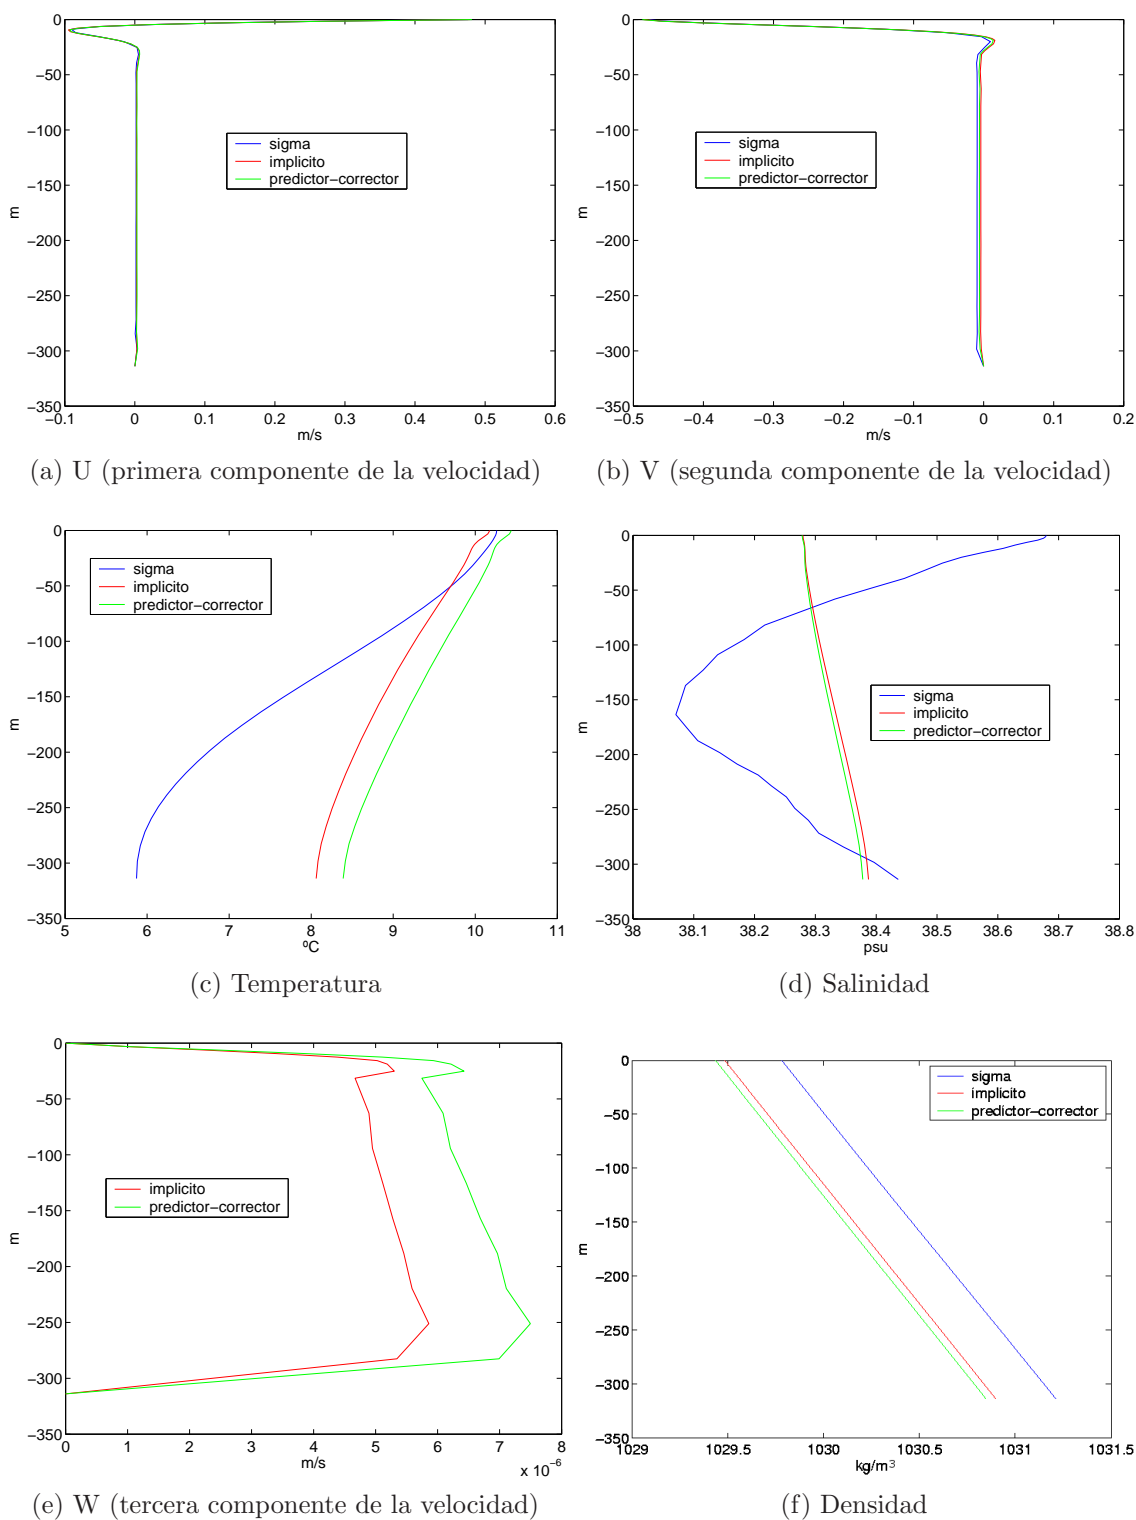 0
−50
−100
−150
−200
−250
−300
−350
m
sigma
implicito
predictor−corrector
−0.1 0 0.1 0.2 0.3 0.4 0.5 0.6
m/s
(a) U (primera componente de la velocidad)
0
−50
−100
−150
−200
−250
−300
−350
m
sigma
implicito
predictor−corrector
−0.5 −0.4 −0.3 −0.2 −0.1 0 0.1 0.2
m/s
(b) V (segunda componente de la velocidad)
0
−50
−100
−150
−200
−250
−300
−350
m
sigma
implicito
predictor−corrector
5 6 7 8 9 10 11
ºC
(c) Temperatura
0
−50
−100
−150
−200
−250
−300
−350
m
sigma
implicito
predictor−corrector
38 38.1 38.2 38.3 38.4 38.5 38.6 38.7 38.8
psu
(d) Salinidad
0
−50
−100
−150
−200
−250
−300
−350
m
implicito
predictor−corrector
0 1 2 3 4 5 6 7 8
m/s
x 10⁻⁶
(e) W (tercera componente de la velocidad)
0
−50
−100
−150
−200
−250
−300
−350
m
sigma
implicito
predictor−corrector
1029 1029.5 1030 1030.5 1031 1031.5
kg/m³
(f) Densidad